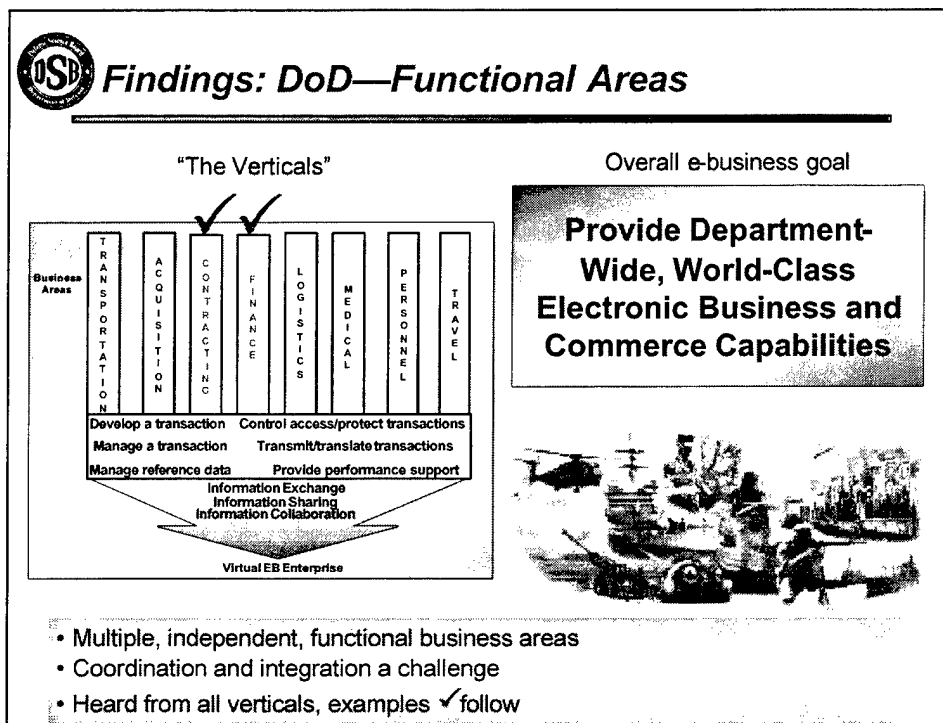 DSB
Findings: DoD—Functional Areas
"The Verticals"
Business Areas
TRANSPORTATION
ACQUISITION
CONTRACTING
FINANCE
LOGISTICS
MEDICAL
PERSONNEL
TRAVEL
Develop a transaction Control access/protect transactions
Manage a transaction Transmit/translate transactions
Manage reference data Provide performance support
Information Exchange
Information Sharing
Information Collaboration
Virtual EB Enterprise
Overall e-business goal
Provide Department-
Wide, World-Class
Electronic Business and
Commerce Capabilities
• Multiple, independent, functional business areas
• Coordination and integration a challenge
• Heard from all verticals, examples ✓follow